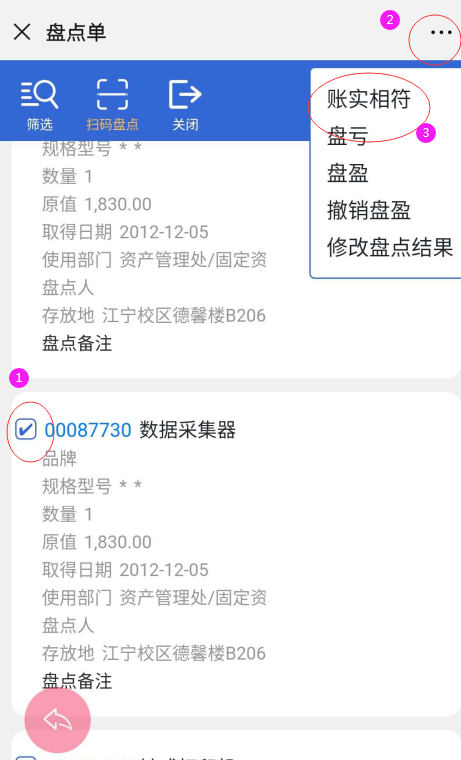 盘点单
2
筛选
扫码盘点
关闭
账实相符
盘亏
3
盘盈
撤销盘盈
修改盘点结果
规格型号 * *
数量 1
原值 1,830.00
取得日期 2012-12-05
使用部门 资产管理处/固定资
盘点人
存放地 江宁校区德馨楼B206
盘点备注
1
00087730 数据采集器
品牌
规格型号 * *
数量 1
原值 1,830.00
取得日期 2012-12-05
使用部门 资产管理处/固定资
盘点人
存放地 江宁校区德馨楼B206
盘点备注